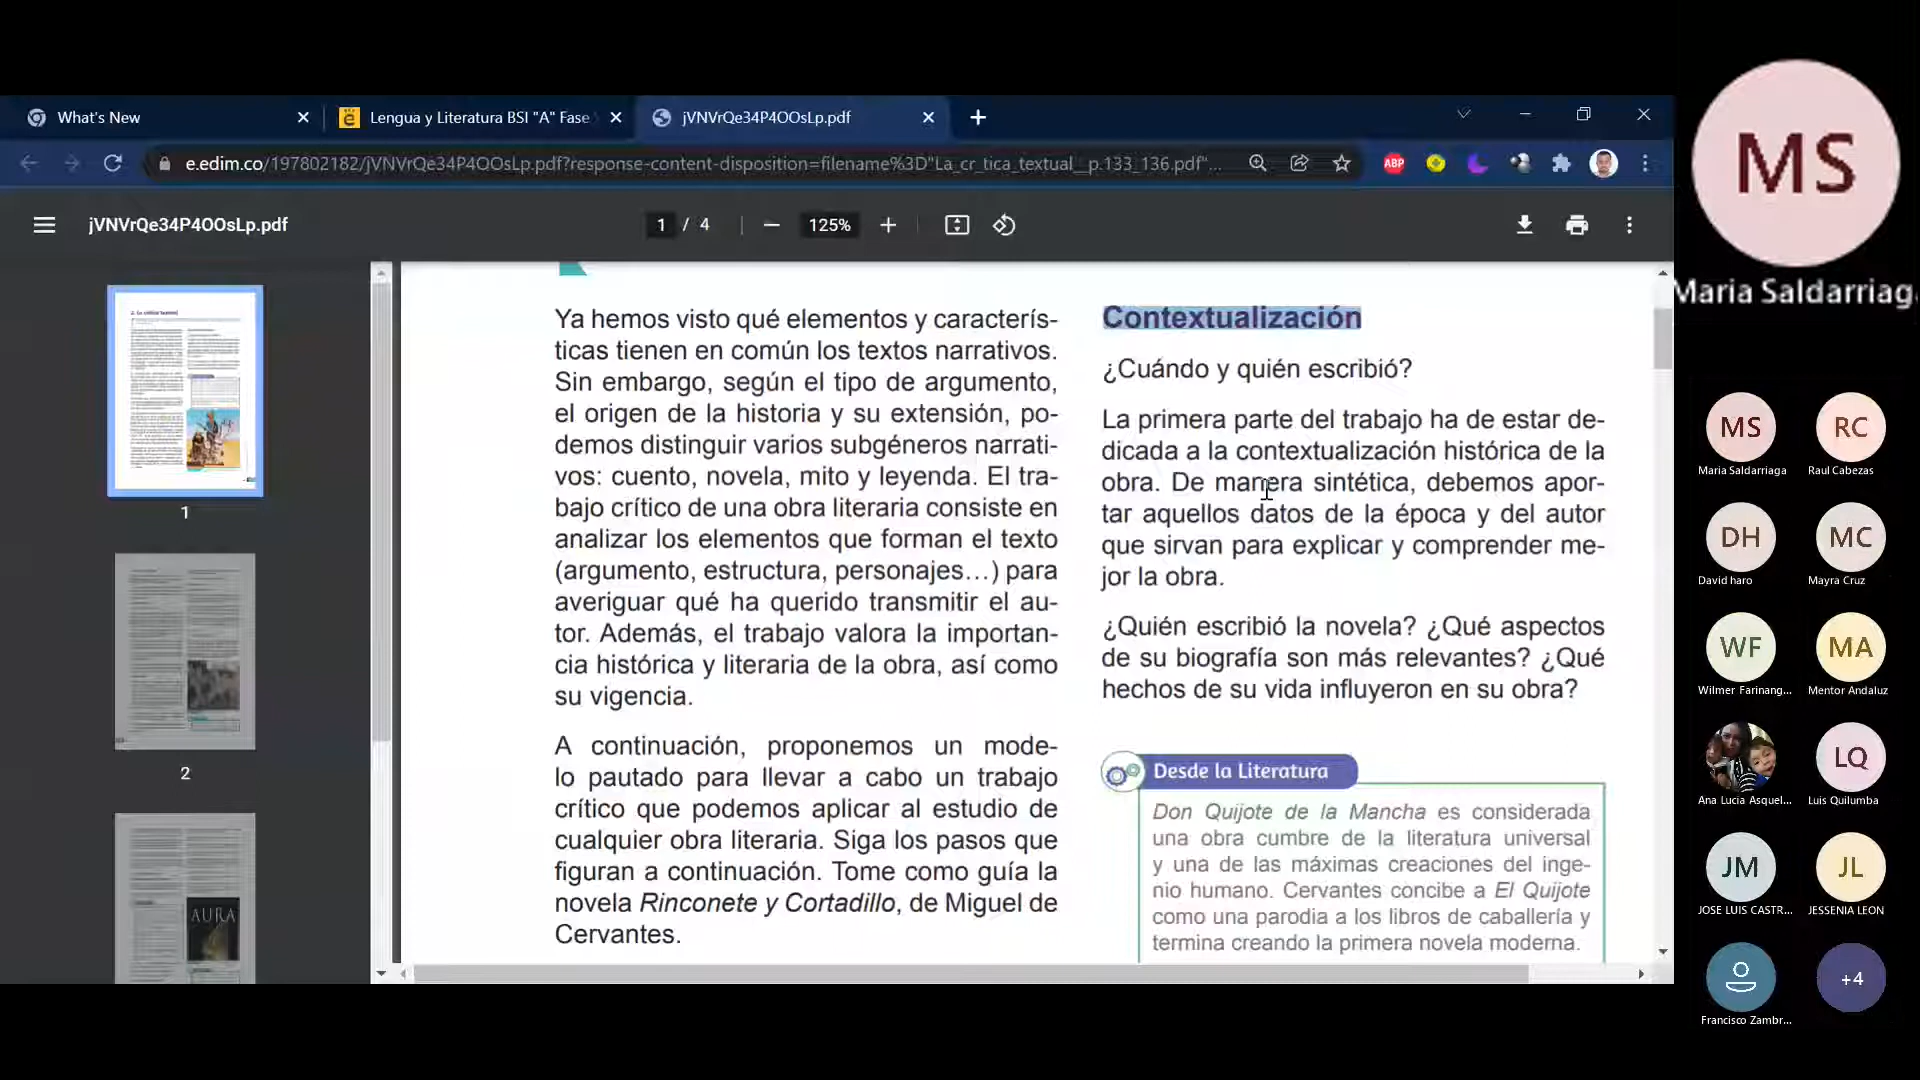 What's New
Lengua y Literatura BSI "A" Fase
jVNVrQe34P4OOsLp.pdf
e.edim.co/197802182/jVNVrQe34P4OOsLp.pdf?response-content-disposition=filename%3D"La_cr_tica_textual__p.133_136.pdf"...
ABP
jVNVrQe34P4OOsLp.pdf
1 / 4
125%
1
2
AURA
Ya hemos visto qué elementos y caracterís-
ticas tienen en común los textos narrativos.
Sin embargo, según el tipo de argumento,
el origen de la historia y su extensión, po-
demos distinguir varios subgéneros narrati-
vos: cuento, novela, mito y leyenda. El tra-
bajo crítico de una obra literaria consiste en
analizar los elementos que forman el texto
(argumento, estructura, personajes…) para
averiguar qué ha querido transmitir el au-
tor. Además, el trabajo valora la importan-
cia histórica y literaria de la obra, así como
su vigencia.
A continuación, proponemos un mode-
lo pautado para llevar a cabo un trabajo
crítico que podemos aplicar al estudio de
cualquier obra literaria. Siga los pasos que
figuran a continuación. Tome como guía la
novela Rinconete y Cortadillo, de Miguel de
Cervantes.
Contextualización
¿Cuándo y quién escribió?
La primera parte del trabajo ha de estar de-
dicada a la contextualización histórica de la
obra. De manera sintética, debemos apor-
tar aquellos datos de la época y del autor
que sirvan para explicar y comprender me-
jor la obra.
¿Quién escribió la novela? ¿Qué aspectos
de su biografía son más relevantes? ¿Qué
hechos de su vida influyeron en su obra?
Desde la Literatura
Don Quijote de la Mancha es considerada
una obra cumbre de la literatura universal
y una de las máximas creaciones del inge-
nio humano. Cervantes concibe a El Quijote
como una parodia a los libros de caballería y
termina creando la primera novela moderna.
MS
Maria Saldarriag
MS
Maria Saldarriaga
RC
Raul Cabezas
DH
David haro
MC
Mayra Cruz
WF
Wilmer Farinang...
MA
Mentor Andaluz
Ana Lucia Asquel...
LQ
Luis Quilumba
JM
JOSE LUIS CASTR...
JL
JESSENIA LEON
Francisco Zambr...
+4